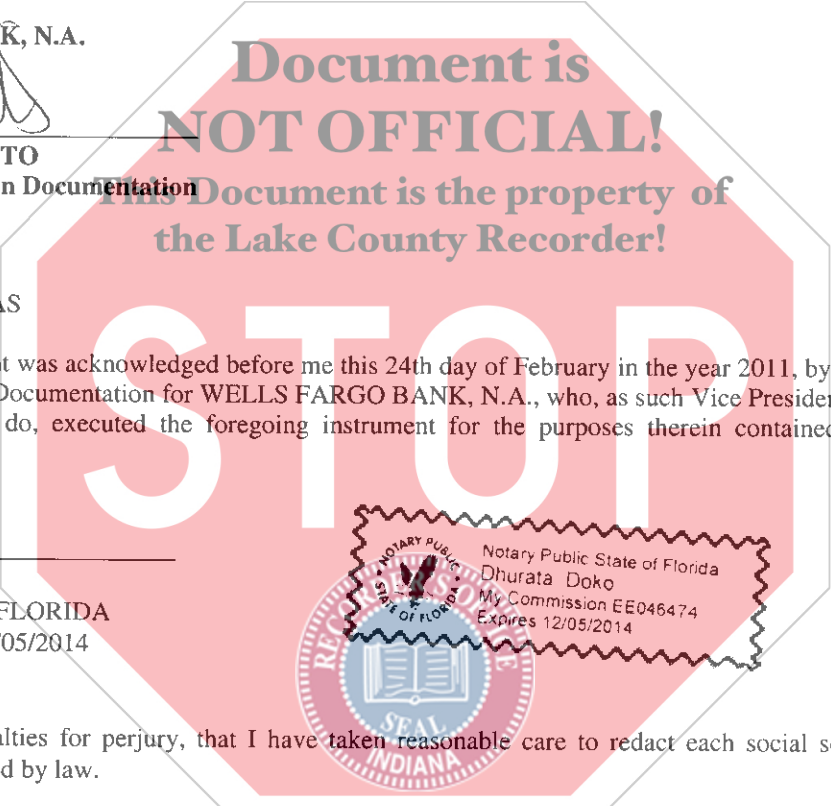 K, N.A.
Document is
NOT OFFICIAL!
TO
n Documentation
This Document is the property of
the Lake County Recorder!
AS
t was acknowledged before me this 24th day of February in the year 2011, by
Documentation for WELLS FARGO BANK, N.A., who, as such Vice Presiden
do, executed the foregoing instrument for the purposes therein contained
STOP
NOTARY PUBLIC
STATE OF FLORIDA
Notary Public State of Florida
Dhurata Doko
My Commission EE046474
Expires 12/05/2014
FLORIDA
/05/2014
RECORDER'S OFFICE
SEAL
INDIANA
alties for perjury, that I have taken reasonable care to redact each social s
d by law.